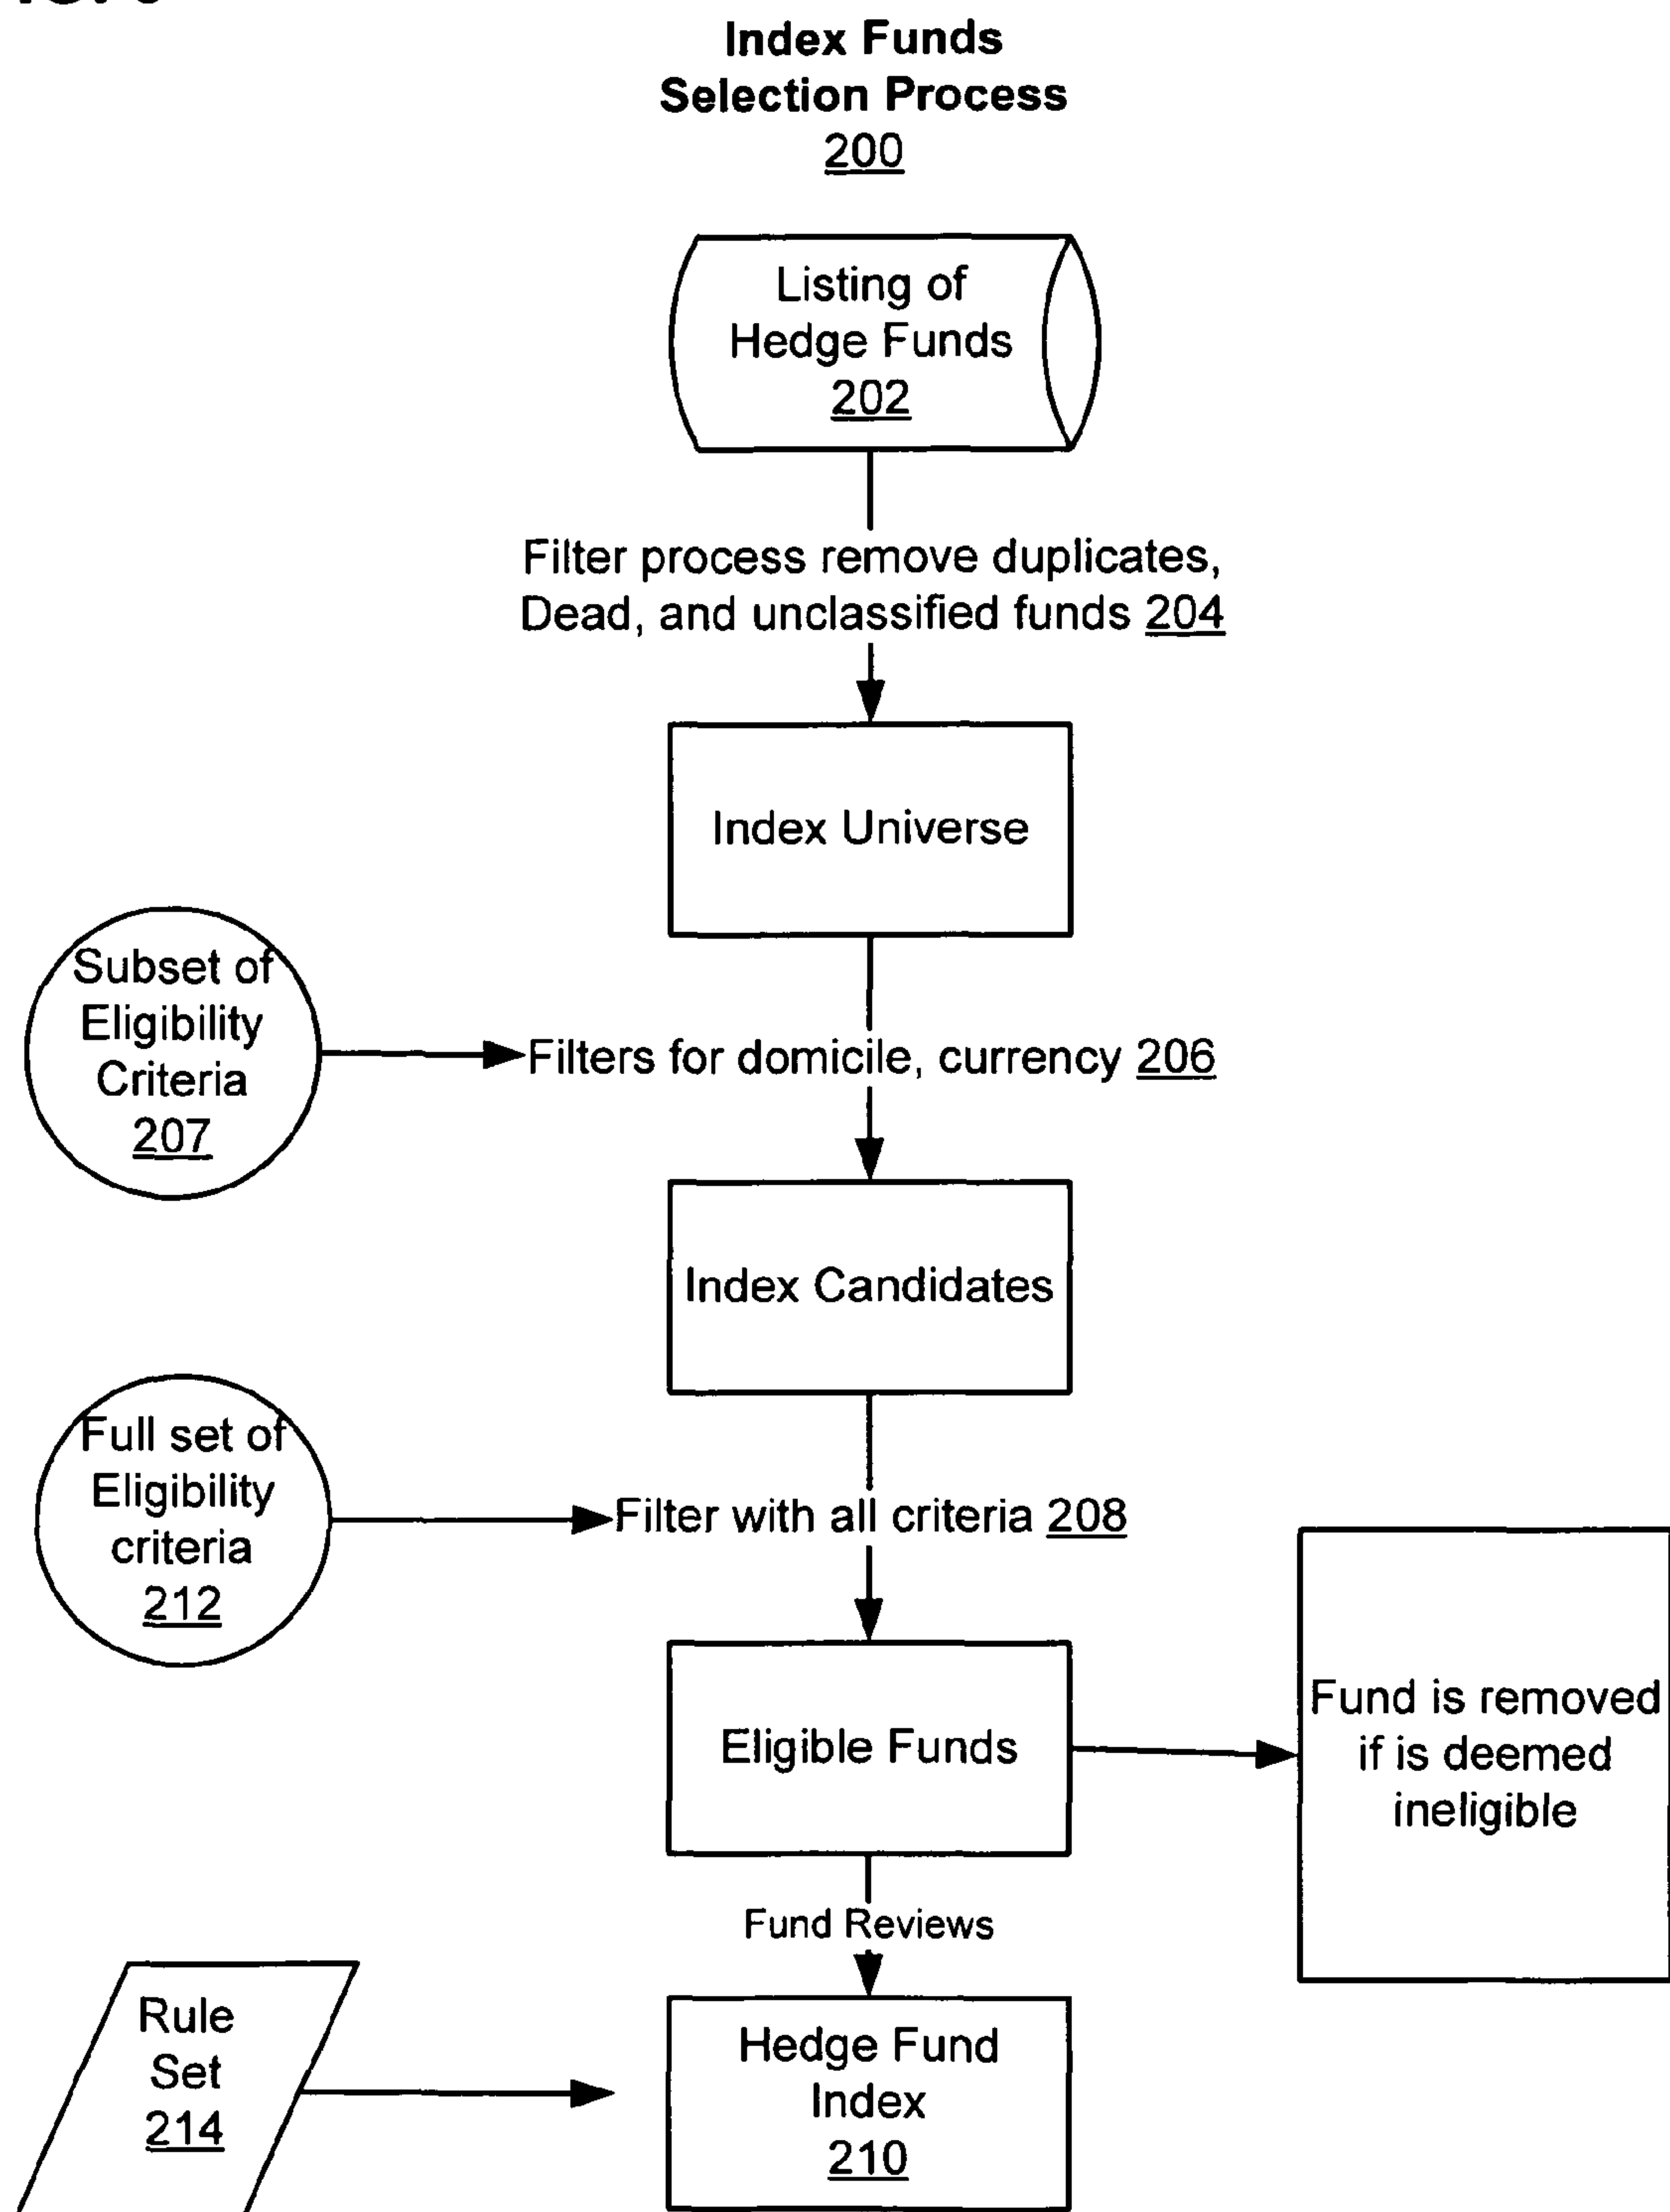 Index Funds
Selection Process
200
Listing of
Hedge Funds
202
Filter process remove duplicates,
Dead, and unclassified funds 204
Index Universe
Subset of
Eligibility
Criteria
207
Filters for domicile, currency 206
Index Candidates
Full set of
Eligibility
criteria
212
Filter with all criteria 208
Eligible Funds
Fund is removed
if is deemed
ineligible
Fund Reviews
Rule
Set
214
Hedge Fund
Index
210